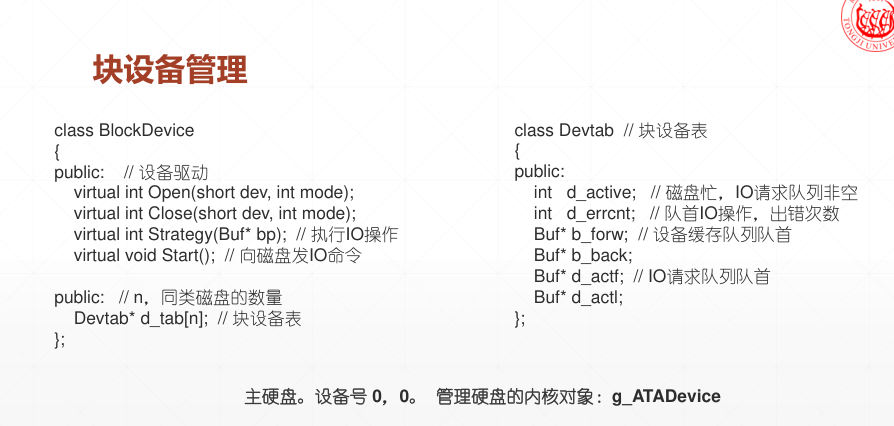 块设备管理
class BlockDevice
{
public: // 设备驱动
virtual int Open(short dev, int mode);
virtual int Close(short dev, int mode);
virtual int Strategy(Buf* bp); // 执行IO操作
virtual void Start(); // 向磁盘发IO命令
public: // n，同类磁盘的数量
Devtab* d_tab[n]; // 块设备表
};
class Devtab // 块设备表
{
public:
int d_active; // 磁盘忙，IO请求队列非空
int d_errcnt; // 队首IO操作，出错次数
Buf* b_forw; // 设备缓存队列队首
Buf* b_back;
Buf* d_actf; // IO请求队列队首
Buf* d_actl;
};
主硬盘。设备号 0，0。 管理硬盘的内核对象：g_ATADevice